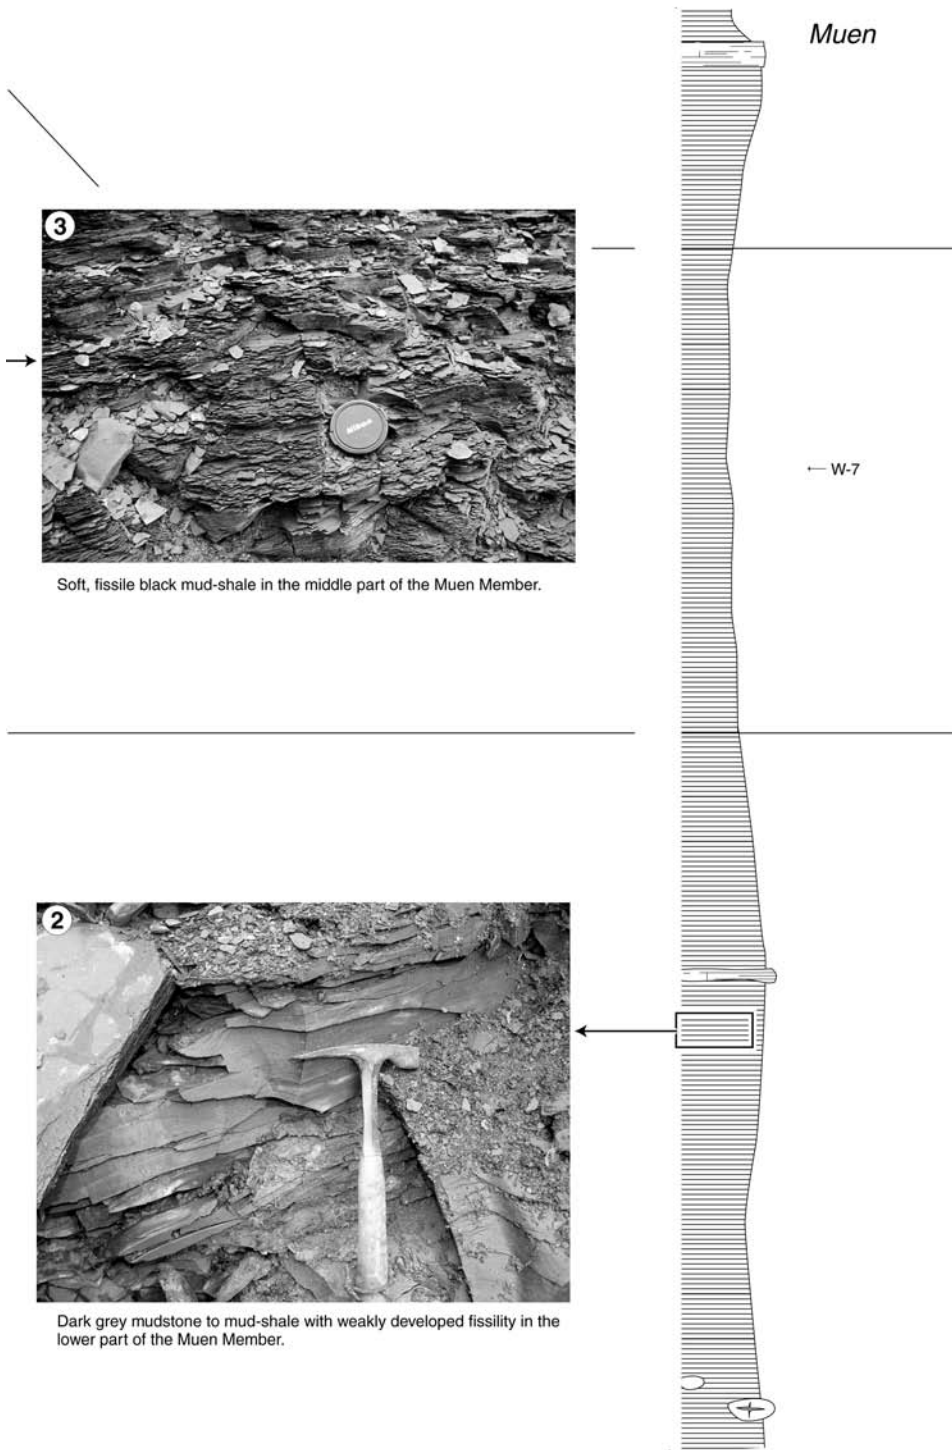 Muen
3
Nikon
← W-7
Soft, fissile black mud-shale in the middle part of the Muen Member.
2
Dark grey mudstone to mud-shale with weakly developed fissility in the
lower part of the Muen Member.